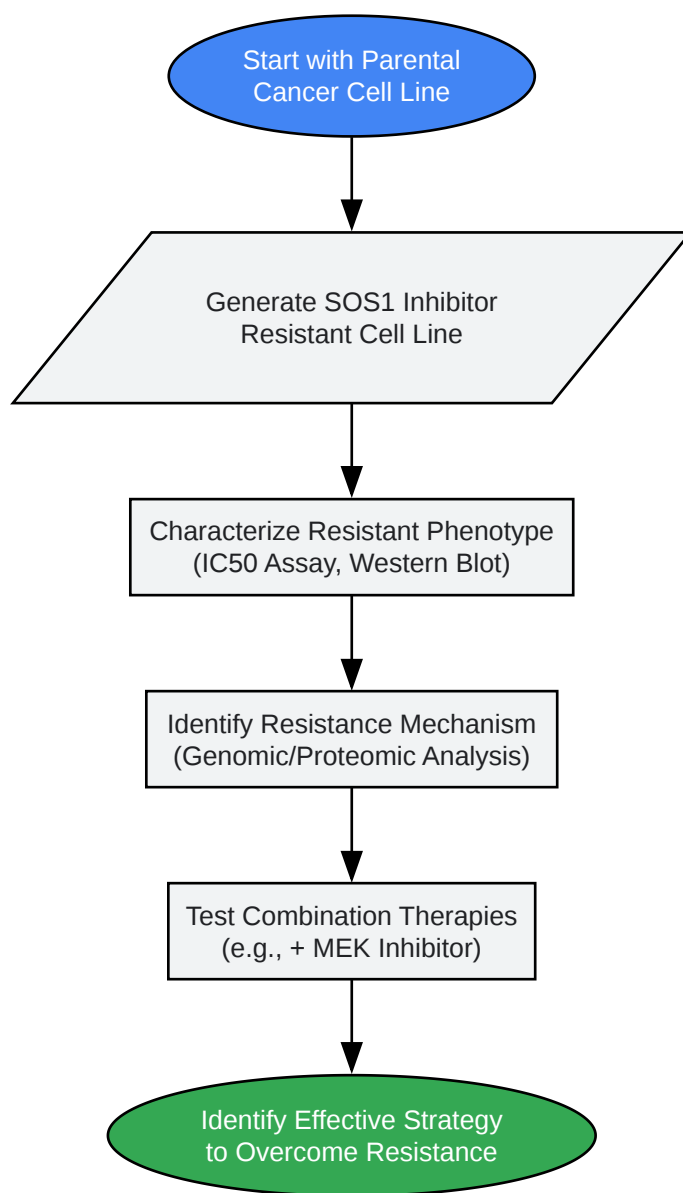 Start with Parental
Cancer Cell Line
Generate SOS1 Inhibitor
Resistant Cell Line
Characterize Resistant Phenotype
(IC50 Assay, Western Blot)
Identify Resistance Mechanism
(Genomic/Proteomic Analysis)
Test Combination Therapies
(e.g., + MEK Inhibitor)
Identify Effective Strategy
to Overcome Resistance